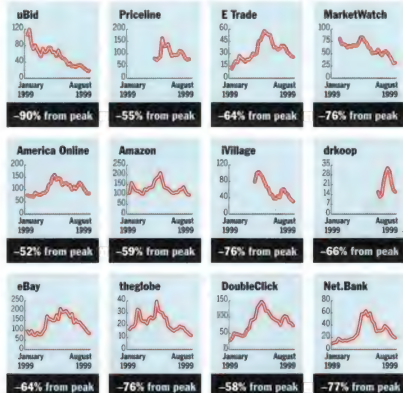 uBid
120
80
40
0
January August
1999 1999
–90% from peak
Priceline
200
150
100
50
0
January August
1999 1999
–55% from peak
E Trade
80
60
40
20
0
January August
1999 1999
–64% from peak
MarketWatch
100
75
50
25
0
January August
1999 1999
–76% from peak
America Online
200
150
100
50
0
January August
1999 1999
–52% from peak
Amazon
250
200
150
100
50
0
January August
1999 1999
–59% from peak
iVillage
120
80
40
0
January August
1999 1999
–76% from peak
drkoop
35
28
21
14
7
0
January August
1999 1999
–66% from peak
eBay
250
200
150
100
50
0
January August
1999 1999
–64% from peak
theglobe
40
30
20
10
0
January August
1999 1999
–76% from peak
DoubleClick
150
100
50
0
January August
1999 1999
–58% from peak
Net.Bank
80
60
40
20
0
January August
1999 1999
–77% from peak